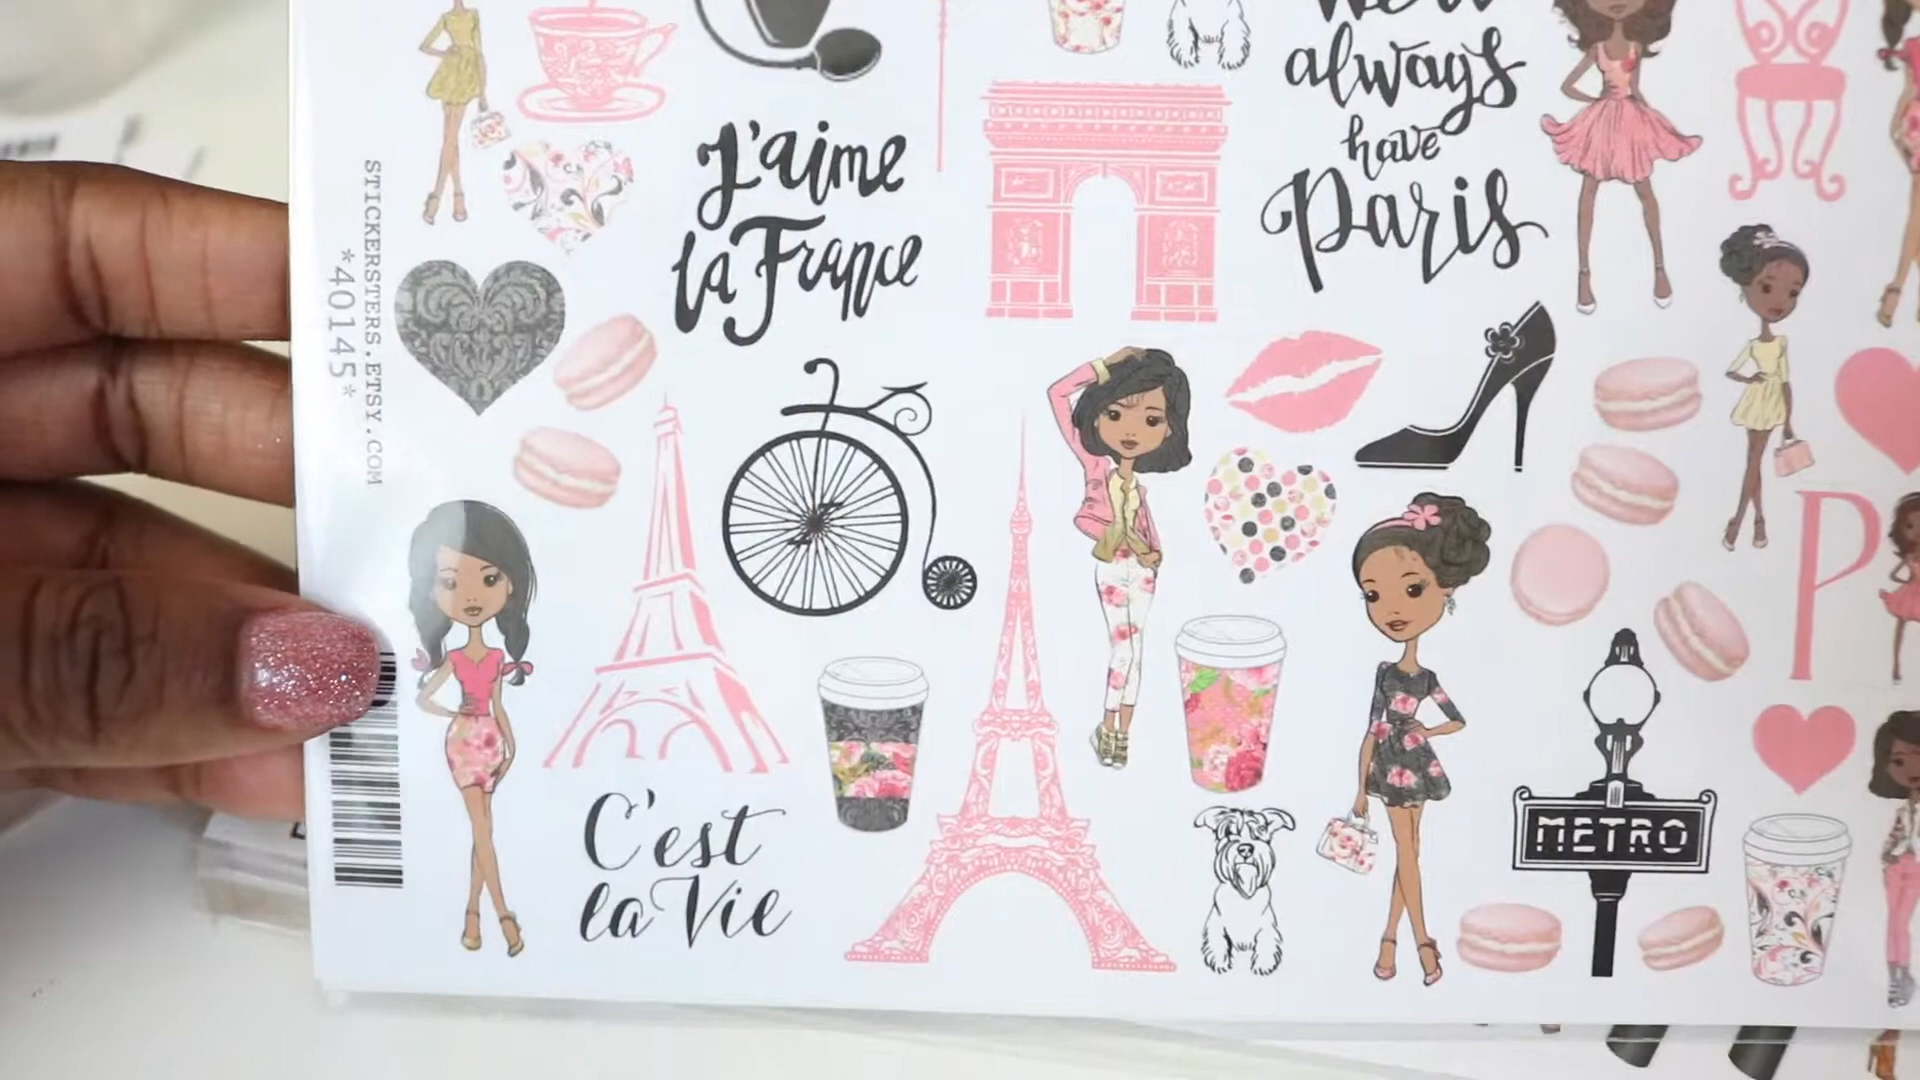 STICKERSTERS.ETSY.COM
*40145*
J'aime
la France
always
have
Paris
C'est
la Vie
METRO
P